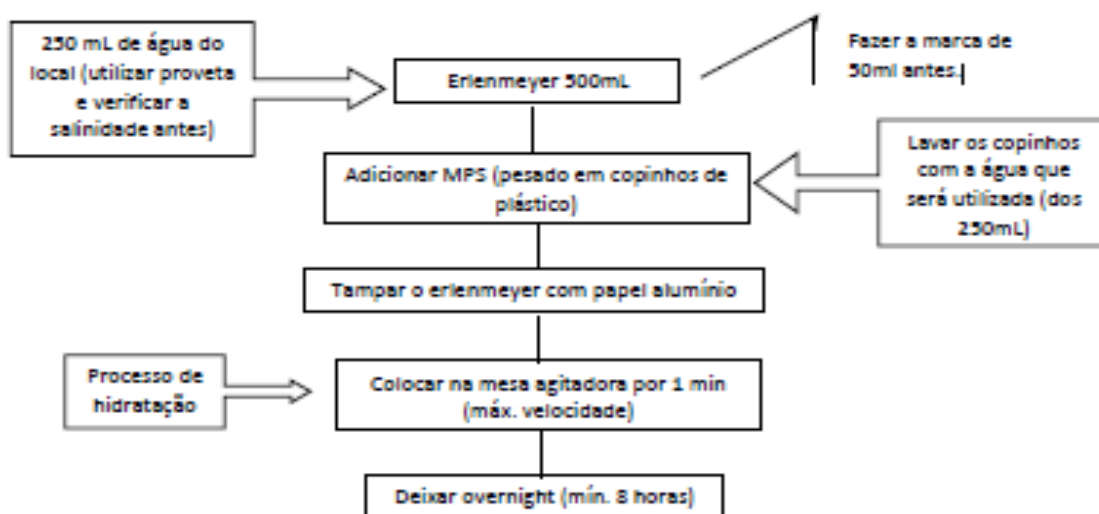 250 mL de água do
local (utilizar proveta
e verificar a
salinidade antes)
Erlenmeyer 500mL
Fazer a marca de
50ml antes.
Adicionar MPS (pesado em copinhos de
plástico)
Lavar os copinhos
com a água que
será utilizada (dos
250mL)
Tampar o erlenmeyer com papel alumínio
Processo de
hidratação
Colocar na mesa agitadora por 1 min
(máx. velocidade)
Deixar overnight (mín. 8 horas)